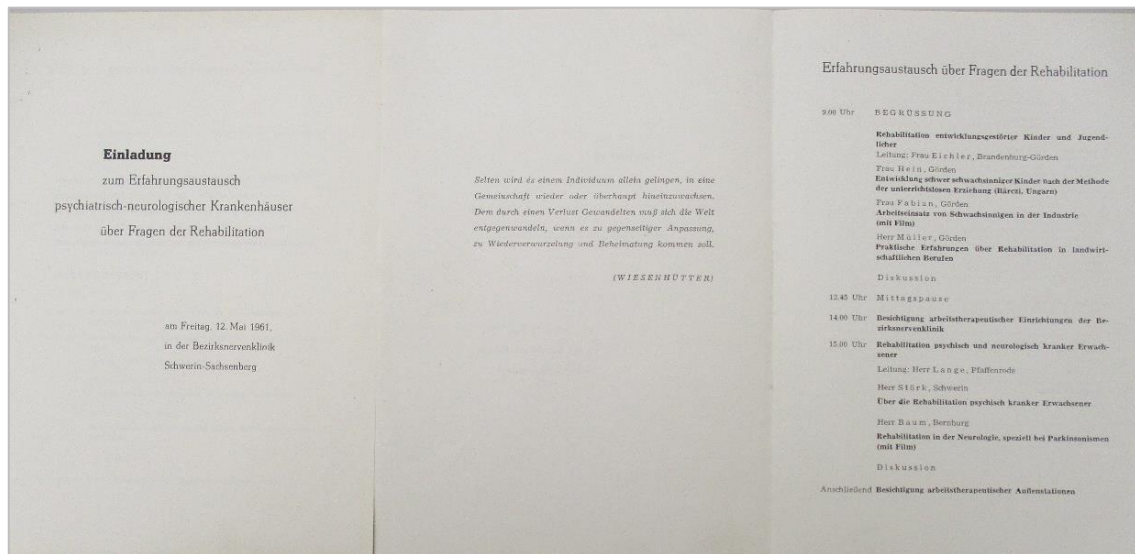 Einladung
zum Erfahrungsaustausch
psychiatrisch-neurologischer Krankenhäuser
über Fragen der Rehabilitation
am Freitag, 12. Mai 1961,
in der Bezirksnervenklinik
Schwerin-Sachsenberg
Selten wird es einem Individuum allein gelingen, in eine
Gemeinschaft wieder oder überhaupt hineinzuwachsen.
Dem durch einen Verlust Gewandelten muß sich die Welt
entgegenwandeln, wenn es zu gegenseitiger Anpassung,
zu Wiederverwurzelung und Beheimatung kommen soll.
(WIESENHÜTTER)
Erfahrungsaustausch über Fragen der Rehabilitation
9.00 Uhr BEGRÜSSUNG
Rehabilitation entwicklungsgestörter Kinder und Jugend-
licher
Leitung: Frau Eichler, Brandenburg-Görden
Frau Hein, Görden
Entwicklung schwer schwachsinniger Kinder nach der Methode
der unterrichtslosen Erziehung (Bárczi, Ungarn)
Frau Fabian, Görden
Arbeitseinsatz von Schwachsinnigen in der Industrie
(mit Film)
Herr Müller, Görden
Praktische Erfahrungen über Rehabilitation in landwirt-
schaftlichen Berufen
Diskussion
12.45 Uhr Mittagspause
14.00 Uhr Besichtigung arbeitstherapeutischer Einrichtungen der Be-
zirksnervenklinik
15.00 Uhr Rehabilitation psychisch und neurologisch kranker Erwach-
sener
Leitung: Herr Lange, Pfaffenrode
Herr Störk, Schwerin
Über die Rehabilitation psychisch kranker Erwachsener
Herr Baum, Bernburg
Rehabilitation in der Neurologie, speziell bei Parkinsonismen
(mit Film)
Diskussion
Anschließend Besichtigung arbeitstherapeutischer Außenstationen